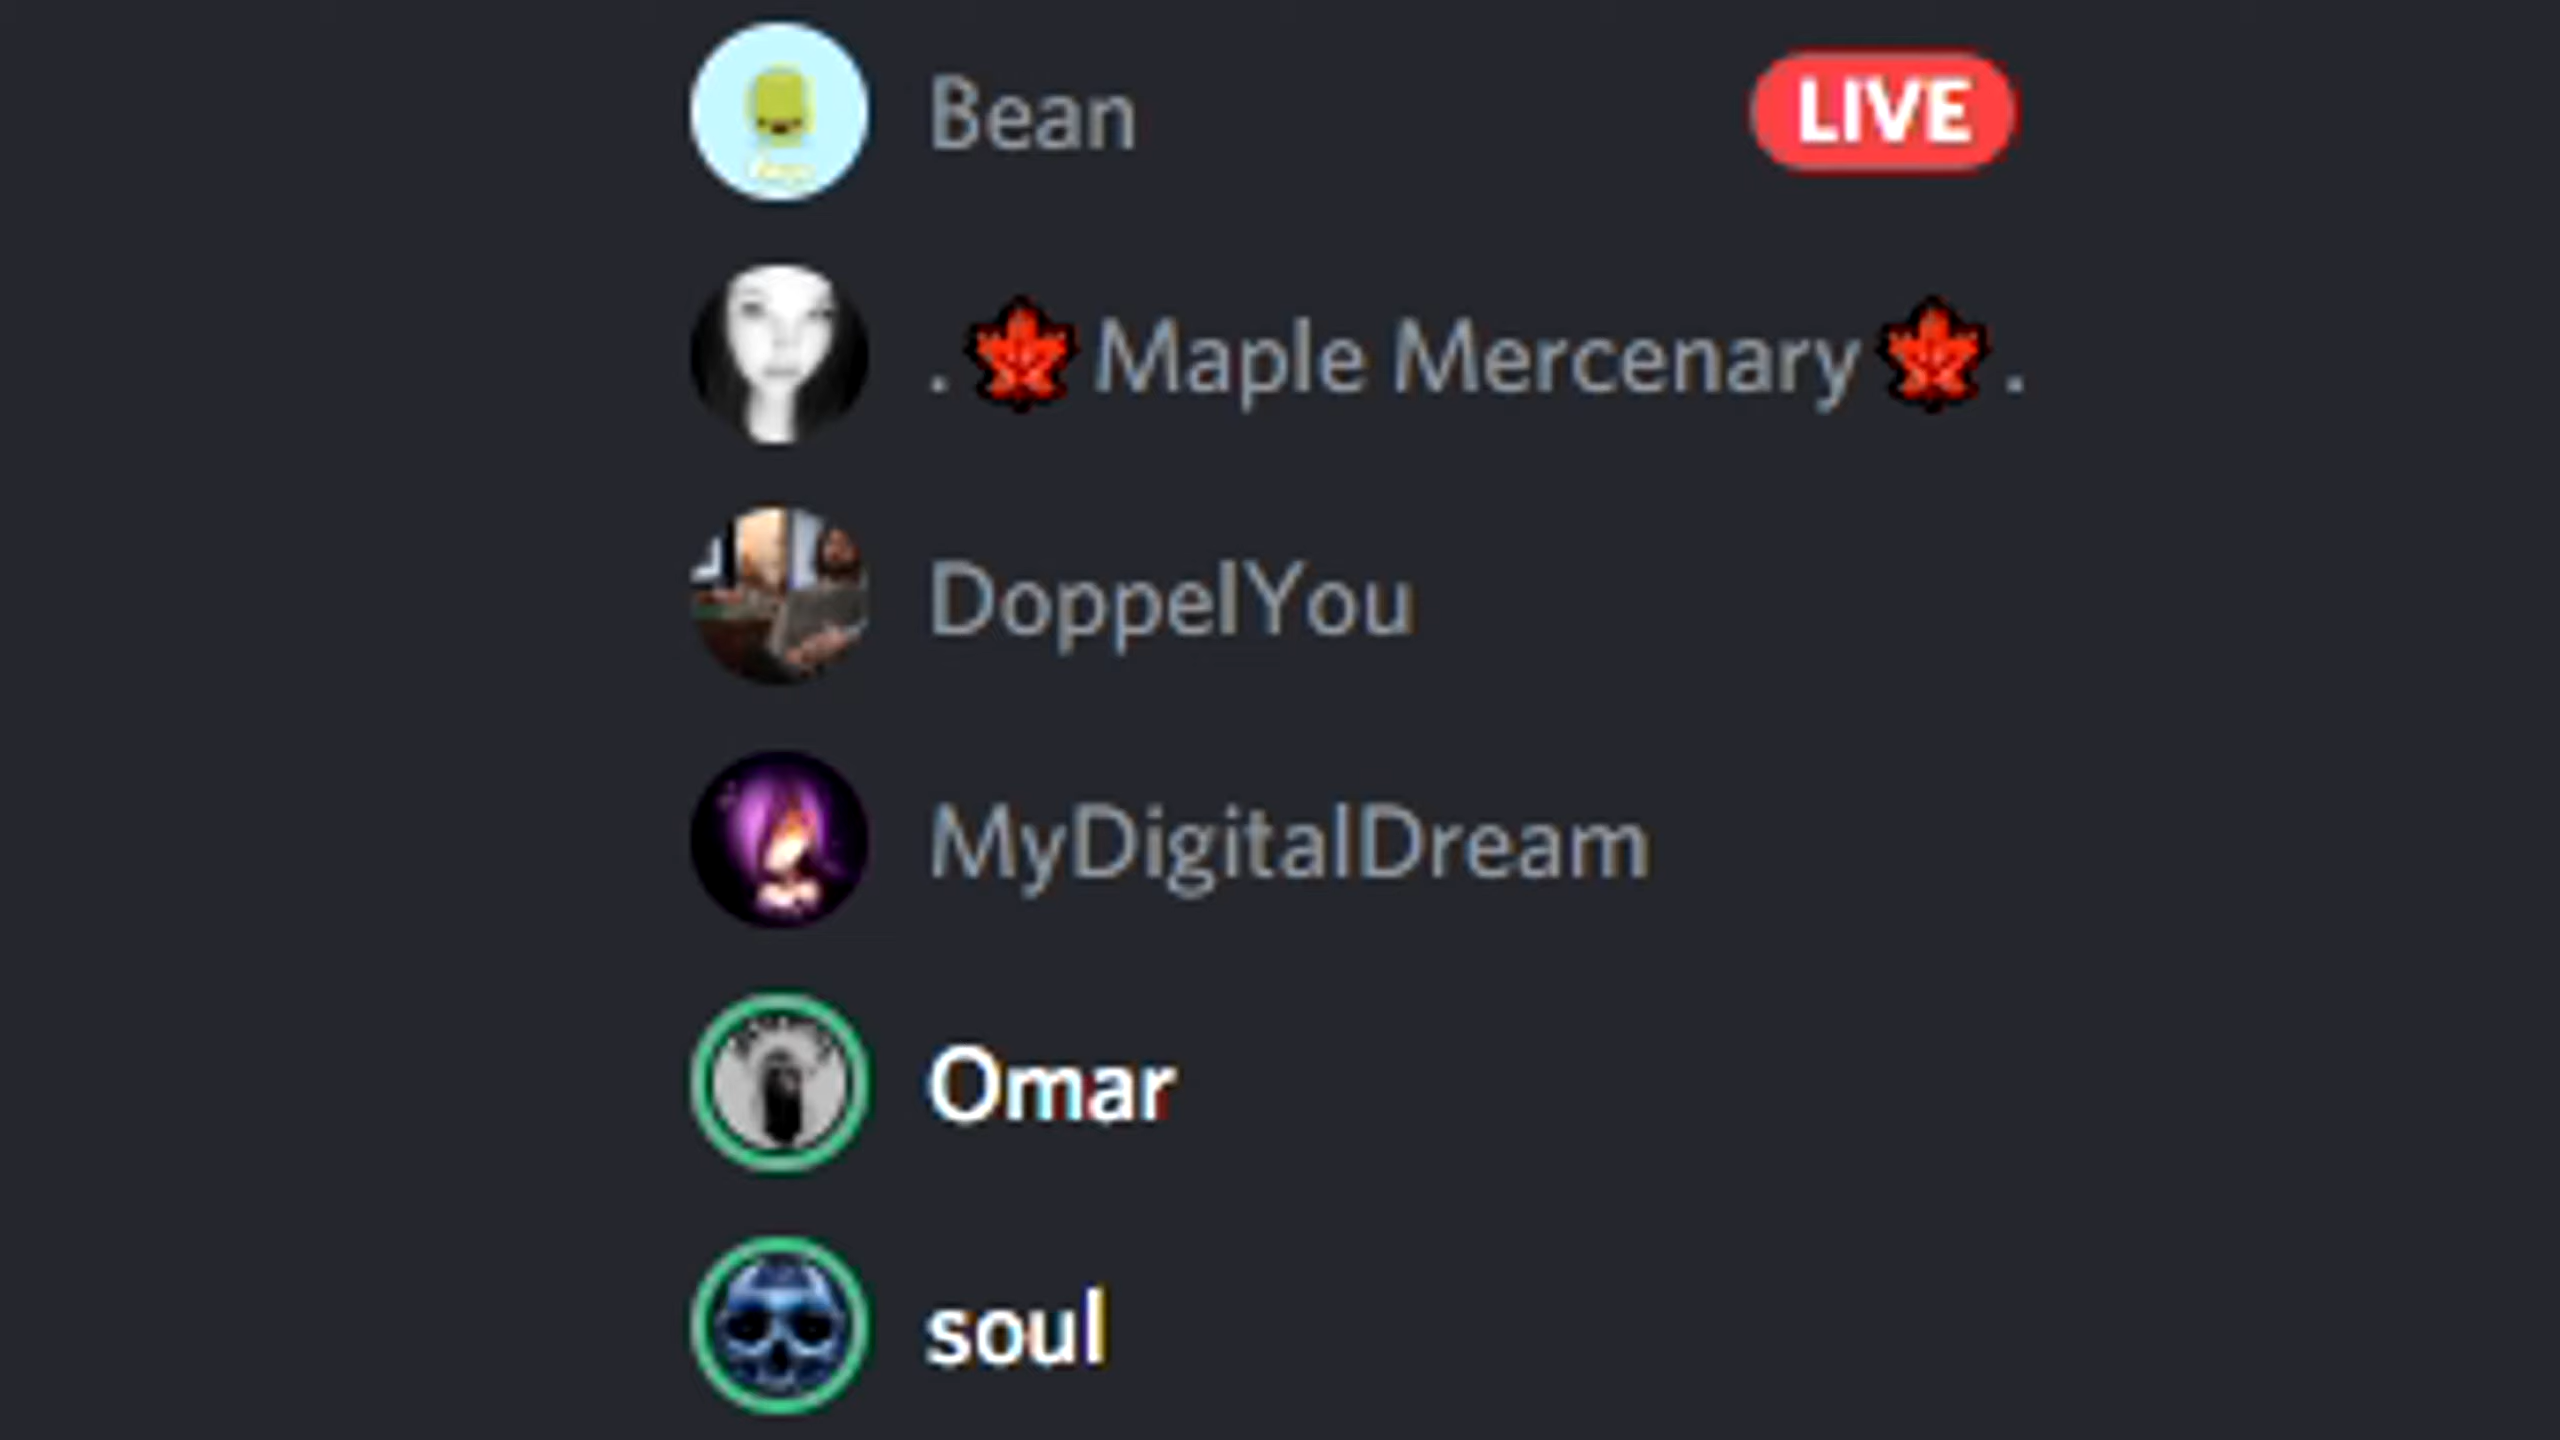 Bean LIVE
.🍁Maple Mercenary🍁.
DoppelYou
MyDigitalDream
Omar
soul